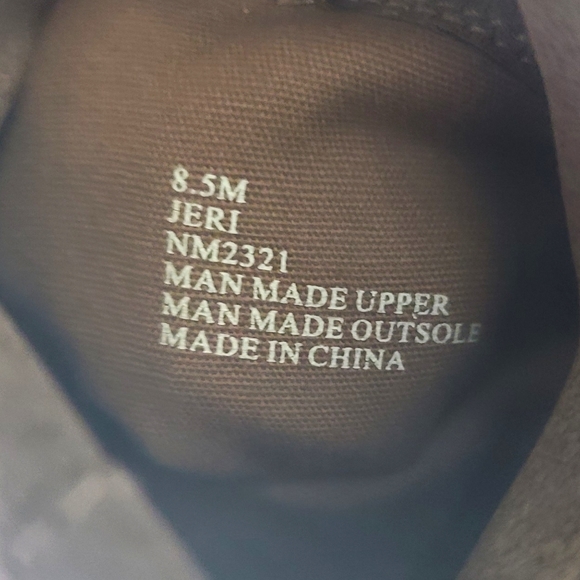 8.5M
JERI
NM2321
MAN MADE UPPER
MAN MADE OUTSOLE
MADE IN CHINA